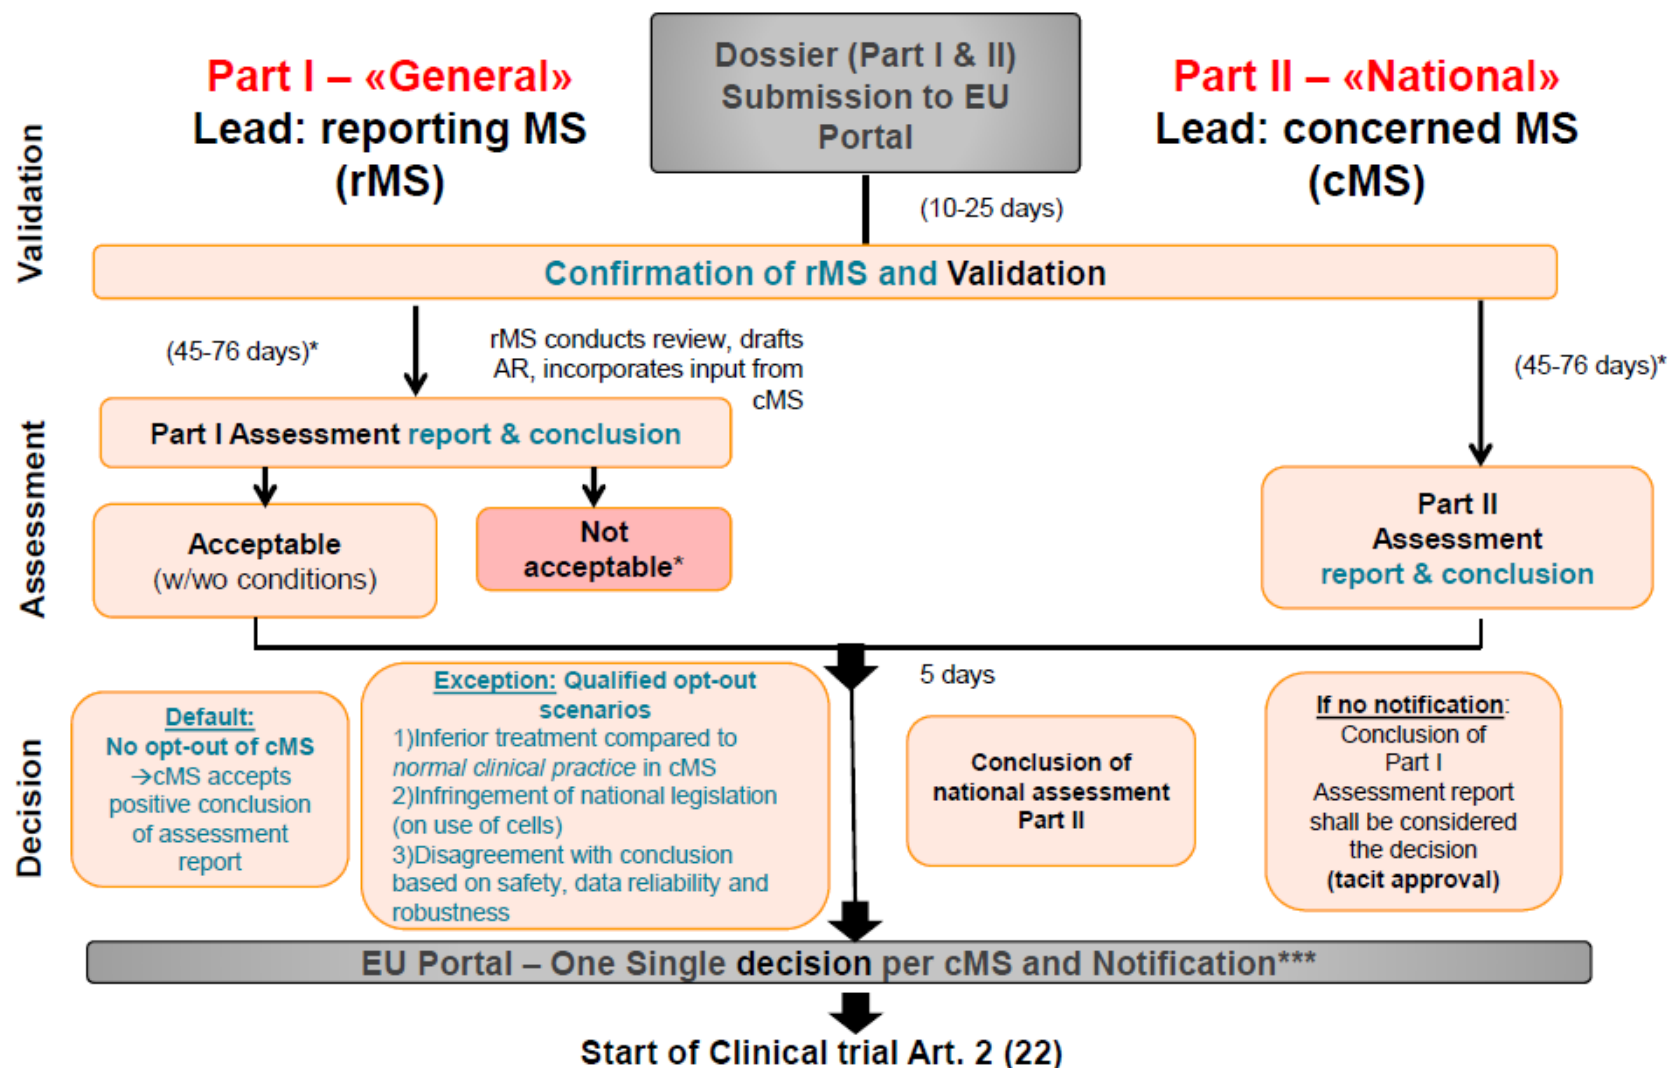 Dossier (Part I & II)
Submission to EU
Portal
Part I – «General»
Lead: reporting MS
(rMS)
Part II – «National»
Lead: concerned MS
(cMS)
Validation
(10-25 days)
Confirmation of rMS and Validation
(45-76 days)*
rMS conducts review, drafts
AR, incorporates input from
cMS
(45-76 days)*
Assessment
Part I Assessment report & conclusion
Acceptable
(w/wo conditions)
Not
acceptable*
Part II
Assessment
report & conclusion
Decision
5 days
Default:
No opt-out of cMS
→cMS accepts
positive conclusion
of assessment
report
Exception: Qualified opt-out
scenarios
1)Inferior treatment compared to
normal clinical practice in cMS
2)Infringement of national legislation
(on use of cells)
3)Disagreement with conclusion
based on safety, data reliability and
robustness
Conclusion of
national assessment
Part II
If no notification:
Conclusion of
Part I
Assessment report
shall be considered
the decision
(tacit approval)
EU Portal – One Single decision per cMS and Notification***
Start of Clinical trial Art. 2 (22)